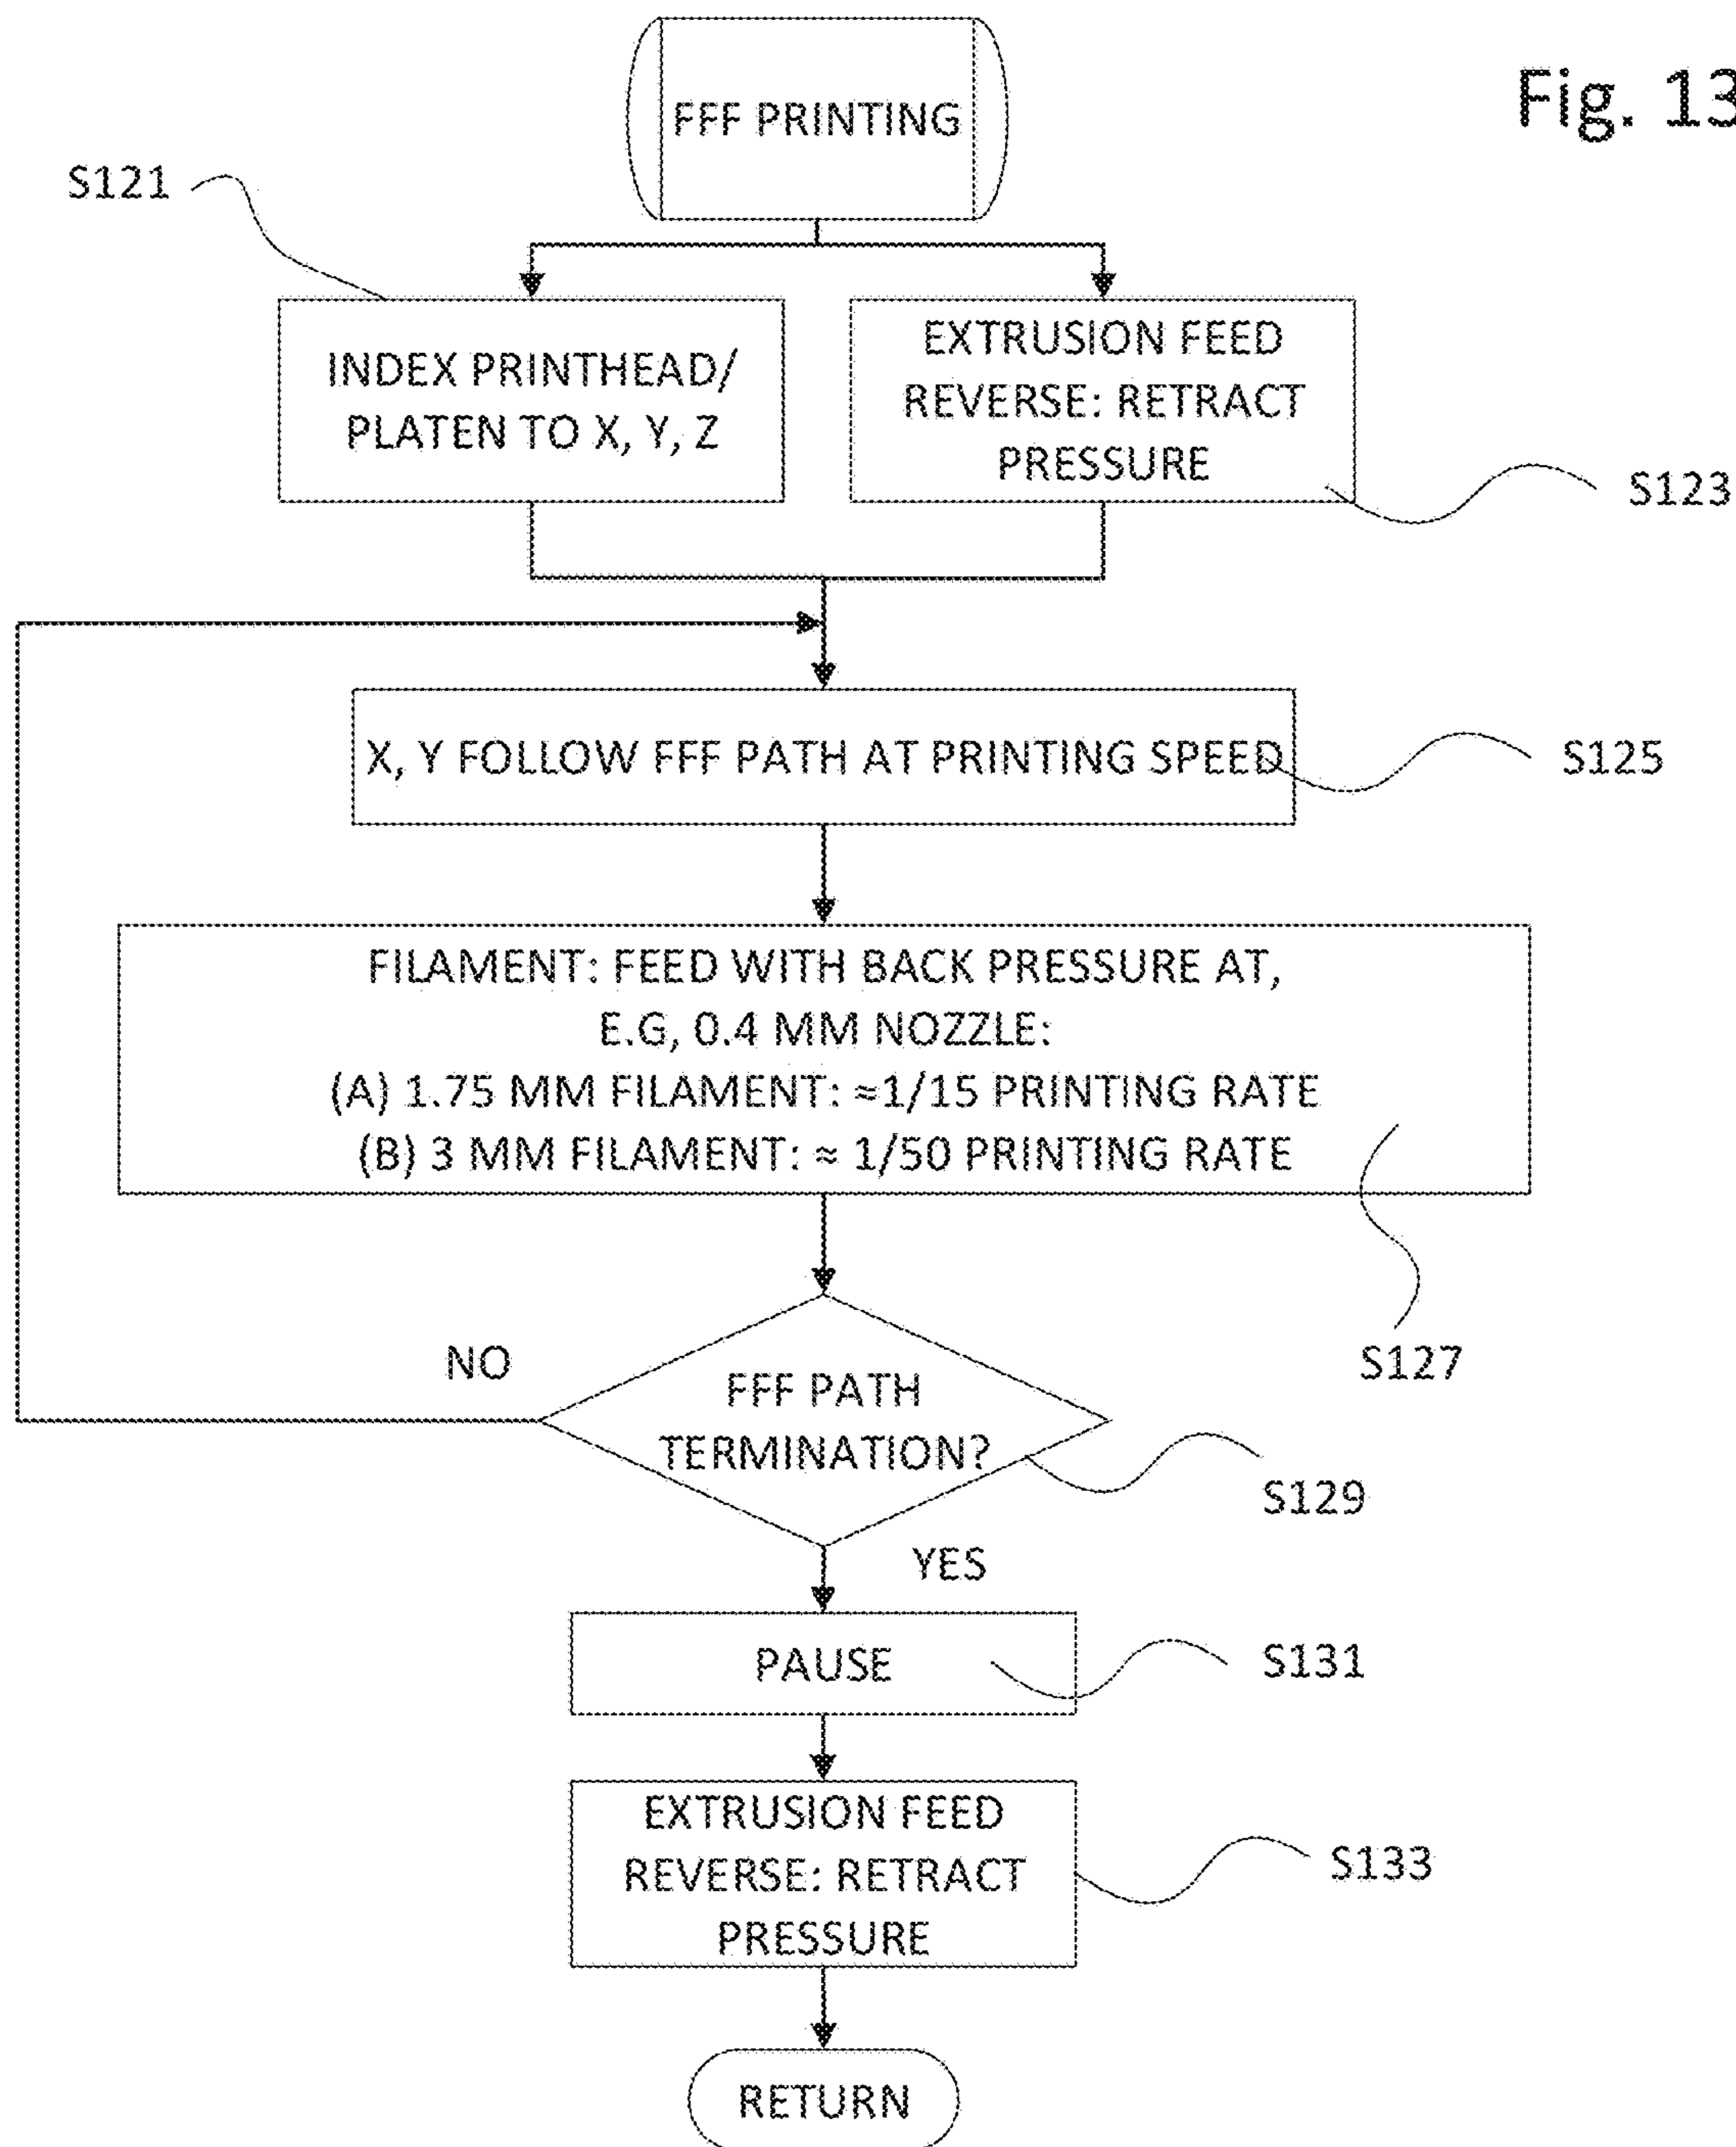 Fig. 13
FFF PRINTING
S121
INDEX PRINTHEAD/
PLATEN TO X, Y, Z
EXTRUSION FEED
REVERSE: RETRACT
PRESSURE
S123
X, Y FOLLOW FFF PATH AT PRINTING SPEED
S125
FILAMENT: FEED WITH BACK PRESSURE AT,
E.G, 0.4 MM NOZZLE:
(A) 1.75 MM FILAMENT: ≈1/15 PRINTING RATE
(B) 3 MM FILAMENT: ≈ 1/50 PRINTING RATE
S127
NO
FFF PATH
TERMINATION?
S129
YES
PAUSE
S131
EXTRUSION FEED
REVERSE: RETRACT
PRESSURE
S133
RETURN